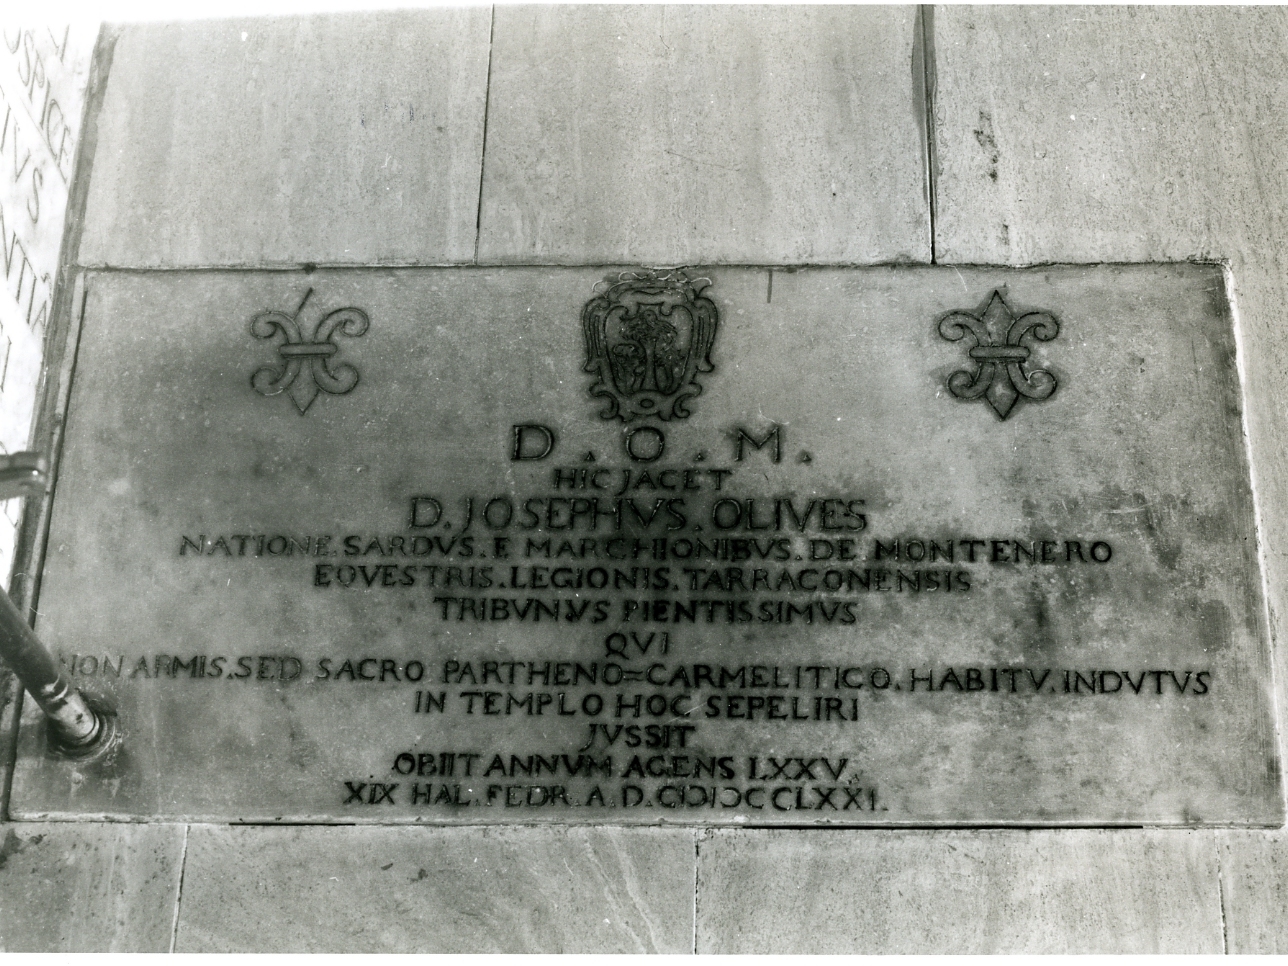 D.O.M.
HIC JACET
D. JOSEPHVS. OLIVES
NATIONE. SARDVS. E MARCHIONIBVS. DE MONTENERO
EQVESTRIS. LEGIONIS. TARRACONENSIS
TRIBVNVS PIENTISSIMVS
QVI
NON ARMIS. SED SACRO PARTHENO=CARMELITICO. HABITV. INDVTVS
IN TEMPLO HOC SEPELIRI
JVSSIT
OBIIT ANNVM AGENS LXXV
XIX HAL. FEDR. A. D. CIƆIƆCCLXXI.